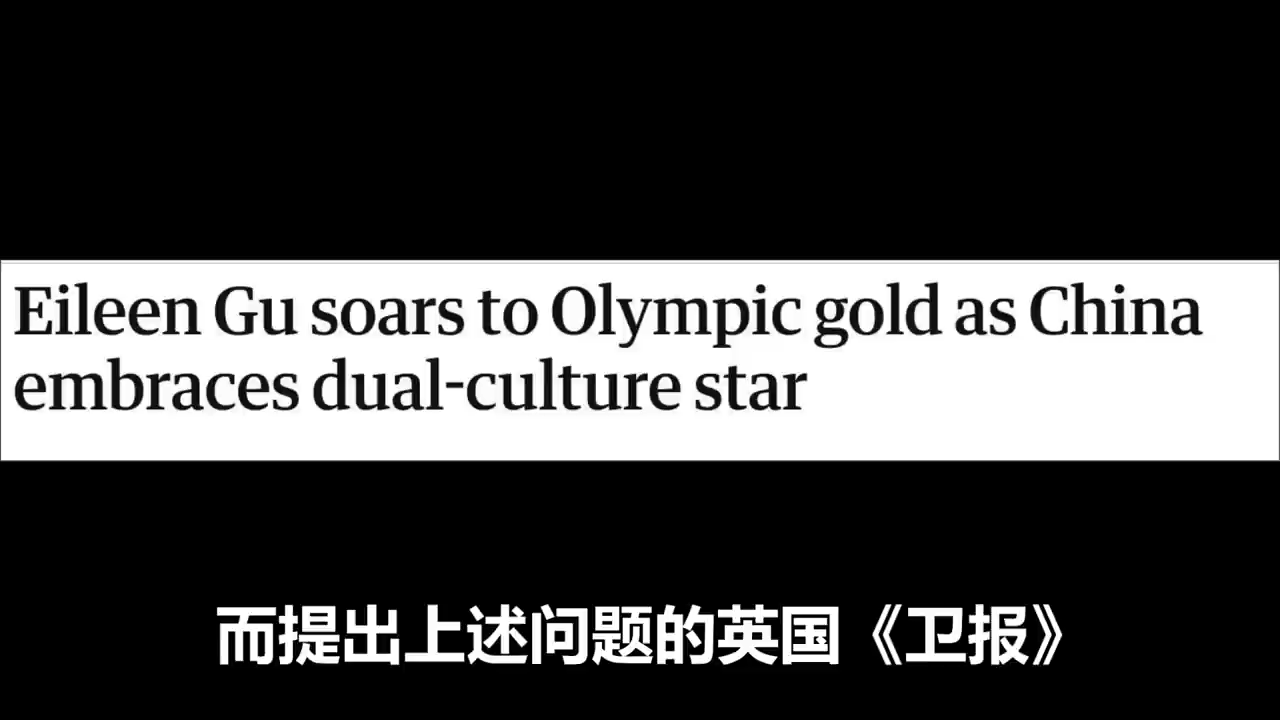 Eileen Gu soars to Olympic gold as China
embraces dual-culture star
而提出上述问题的英国《卫报》